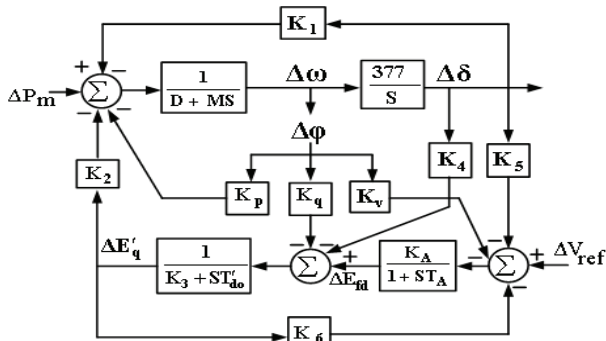 K1
+ −
ΔPm Σ 1 / D + MS Δω 377 / S Δδ
− −
Δφ
K2 Kp Kq Kv K4 K5
ΔE′q 1 / K3 + ST′do − − Σ + ΔEfd KA / 1 + STA − − − Σ + ΔVref
−
K6